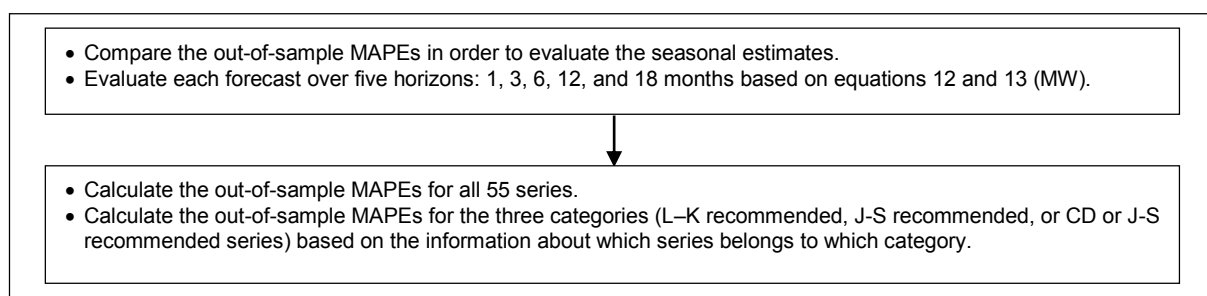 • Compare the out-of-sample MAPEs in order to evaluate the seasonal estimates.
• Evaluate each forecast over five horizons: 1, 3, 6, 12, and 18 months based on equations 12 and 13 (MW).
• Calculate the out-of-sample MAPEs for all 55 series.
• Calculate the out-of-sample MAPEs for the three categories (L–K recommended, J-S recommended, or CD or J-S
recommended series) based on the information about which series belongs to which category.